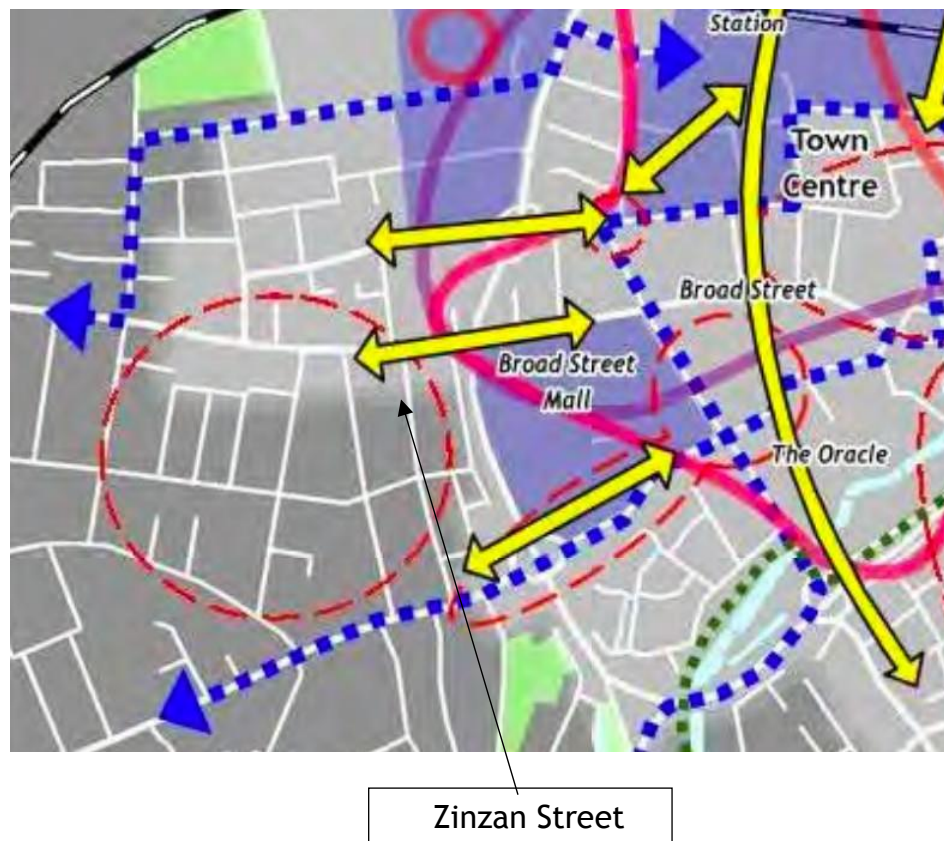 Station
Town
Centre
Broad Street
Broad Street
Mall
The Oracle
Zinzan Street